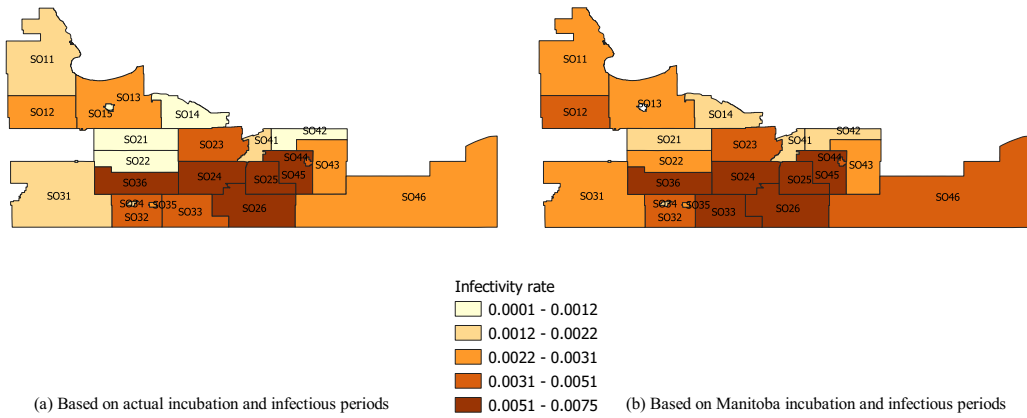 SO11
SO11
SO12
SO13
SO15
SO14
SO12
SO13
SO14
SO21
SO23
SO41
SO42
SO21
SO23
SO41
SO42
SO22
SO44
SO43
SO22
SO44
SO43
SO36
SO24
SO25
SO45
SO36
SO24
SO25
SO45
SO31
SO34
SO35
SO33
SO26
SO46
SO31
SO34
SO35
SO33
SO26
SO46
SO32
SO32
Infectivity rate
0.0001 - 0.0012
0.0012 - 0.0022
0.0022 - 0.0031
0.0031 - 0.0051
0.0051 - 0.0075
(a) Based on actual incubation and infectious periods
(b) Based on Manitoba incubation and infectious periods